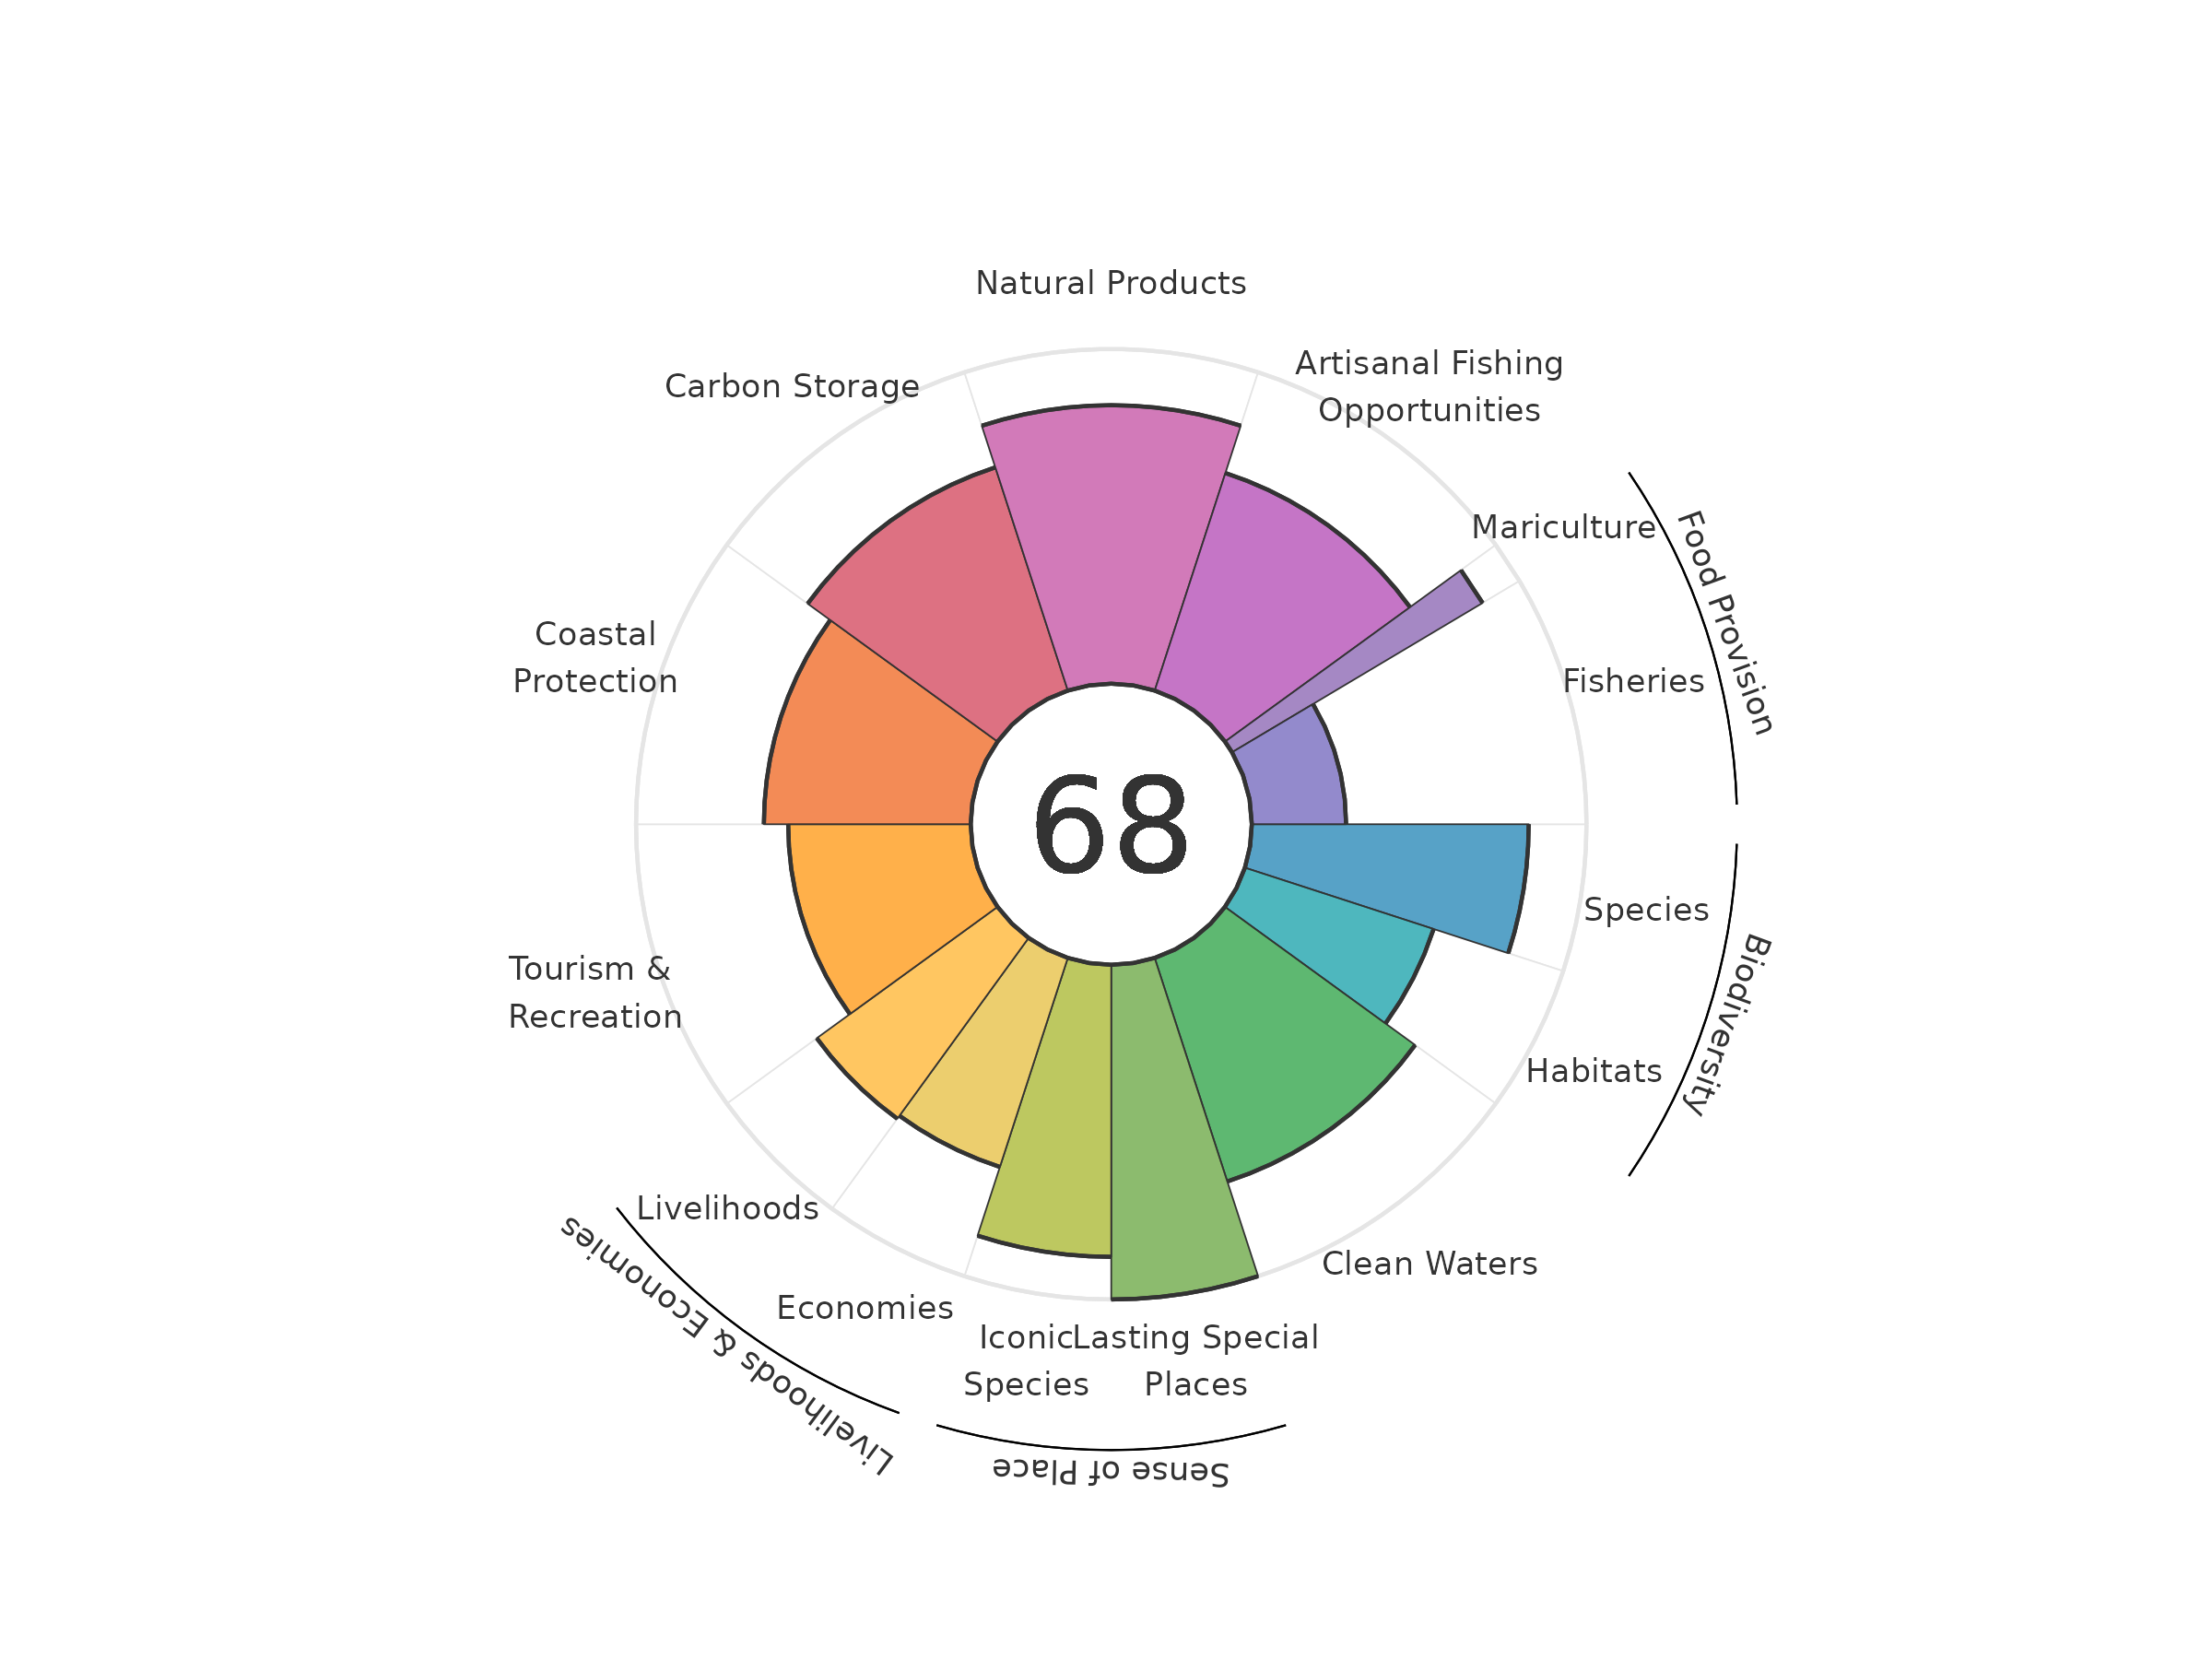 Natural Products
Artisanal Fishing
Opportunities
Carbon Storage
Mariculture
Food Provision
Coastal
Protection
Fisheries
68
Species
Biodiversity
Tourism &
Recreation
Habitats
Livelihoods
Clean Waters
Livelihoods & Economies
Economies
Iconic
Species
Lasting Special
Places
Sense of Place